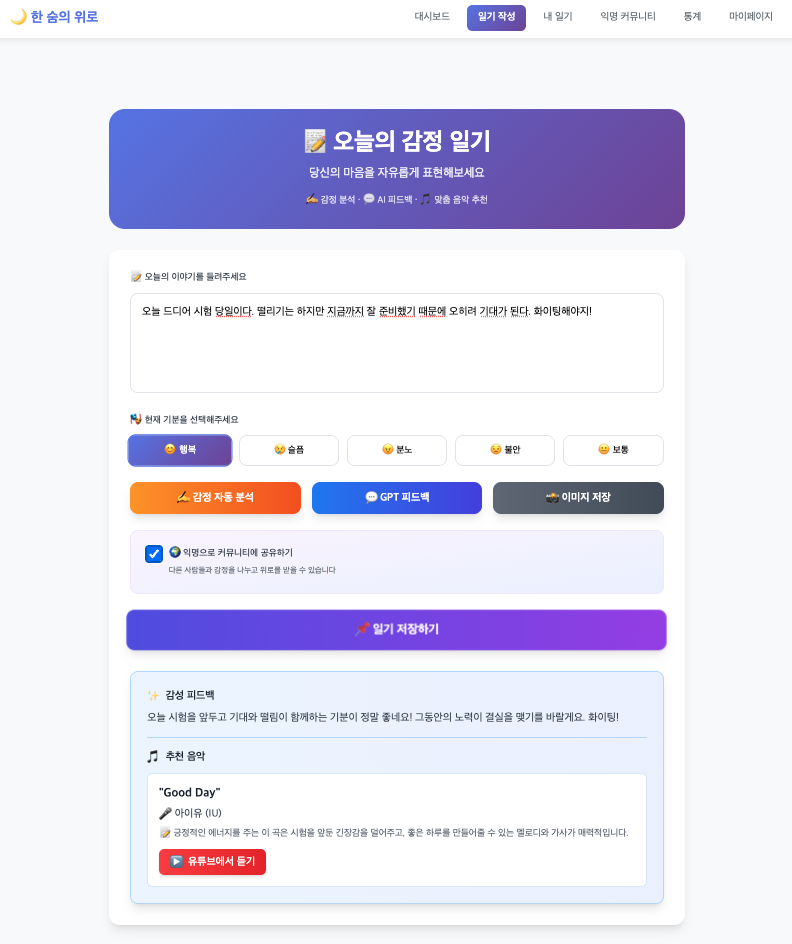 🌙 한 숨의 위로
대시보드 일기 작성 내 일기 익명 커뮤니티 통계 마이페이지
📝 오늘의 감정 일기
당신의 마음을 자유롭게 표현해보세요
✍️ 감정 분석 · 💬 AI 피드백 · 🎵 맞춤 음악 추천
📝 오늘의 이야기를 들려주세요
오늘 드디어 시험 당일이다. 떨리기는 하지만 지금까지 잘 준비했기 때문에 오히려 기대가 된다. 화이팅해야지!
🎭 현재 기분을 선택해주세요
😊 행복 😢 슬픔 😠 분노 😟 불안 😐 보통
✍️ 감정 자동 분석 💬 GPT 피드백 📸 이미지 저장
🌍 익명으로 커뮤니티에 공유하기
다른 사람들과 감정을 나누고 위로를 받을 수 있습니다
📌 일기 저장하기
✨ 감성 피드백
오늘 시험을 앞두고 기대와 떨림이 함께하는 기분이 정말 좋네요! 그동안의 노력이 결실을 맺기를 바랄게요. 화이팅!
🎵 추천 음악
"Good Day"
🎤 아이유 (IU)
📝 긍정적인 에너지를 주는 이 곡은 시험을 앞둔 긴장감을 덜어주고, 좋은 하루를 만들어줄 수 있는 멜로디와 가사가 매력적입니다.
▶️ 유튜브에서 듣기